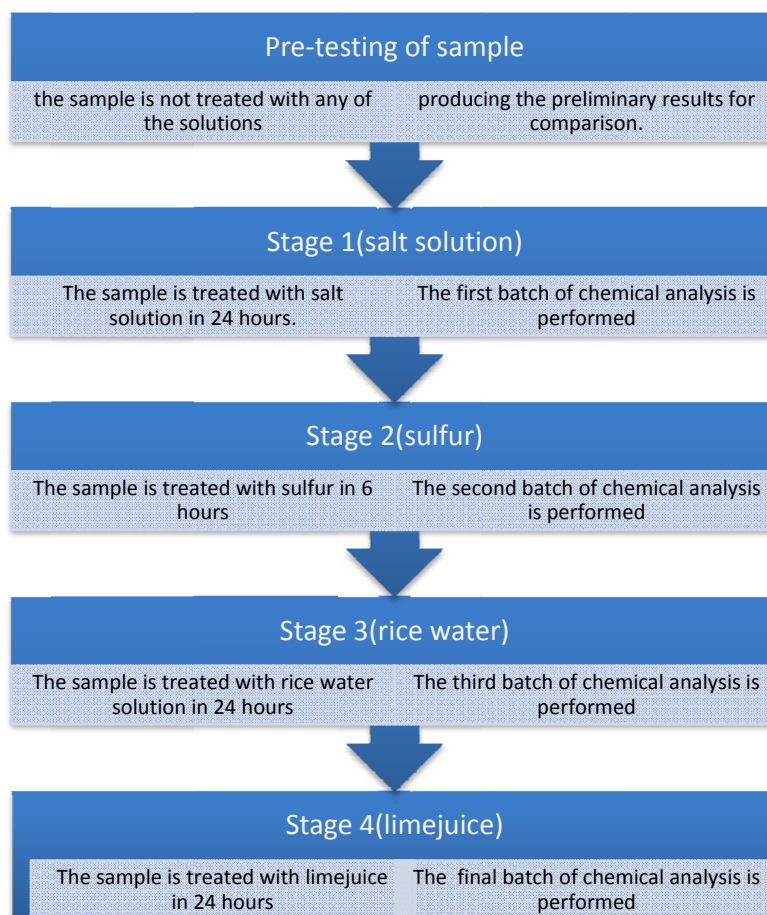 Pre-testing of sample
the sample is not treated with any of
the solutions
producing the preliminary results for
comparison.
Stage 1(salt solution)
The sample is treated with salt
solution in 24 hours.
The first batch of chemical analysis is
performed
Stage 2(sulfur)
The sample is treated with sulfur in 6
hours
The second batch of chemical analysis
is performed
Stage 3(rice water)
The sample is treated with rice water
solution in 24 hours
The third batch of chemical analysis is
performed
Stage 4(limejuice)
The sample is treated with limejuice
in 24 hours
The final batch of chemical analysis is
performed